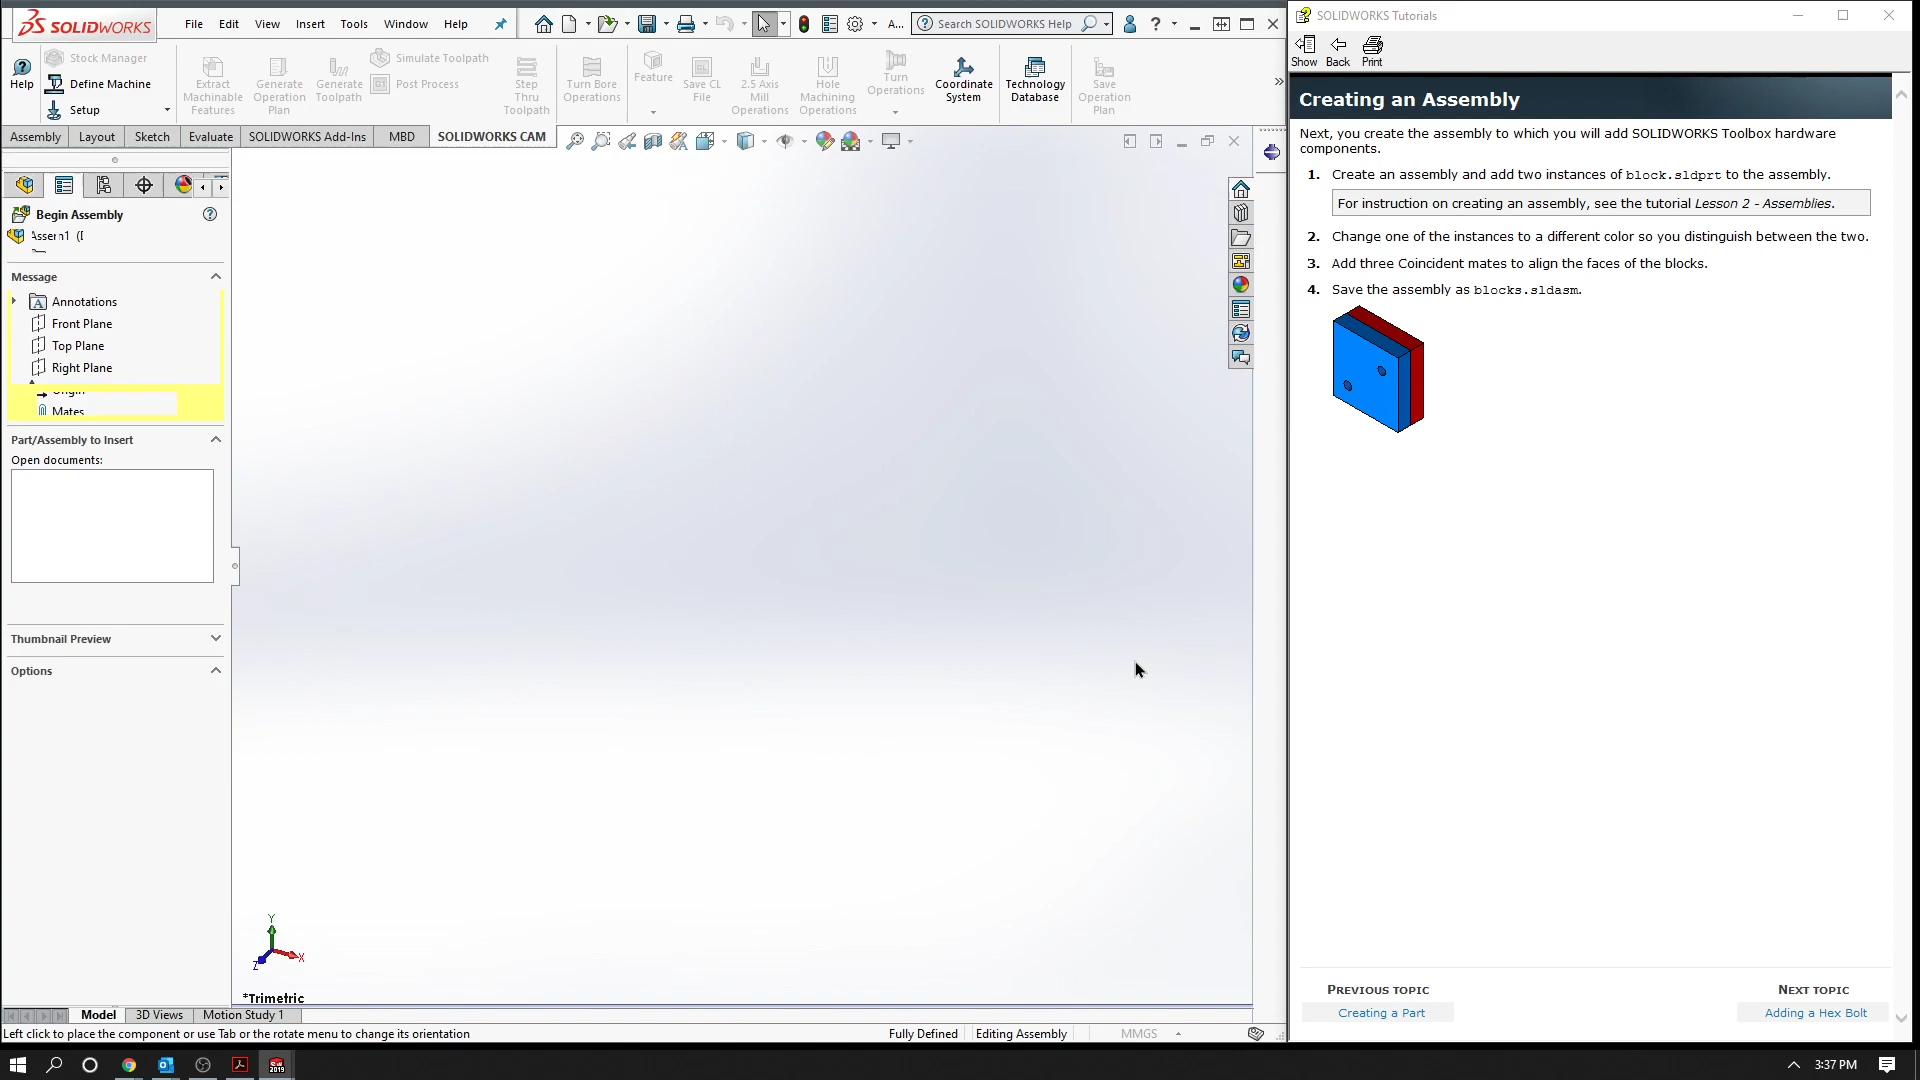 SOLIDWORKS
File Edit View Insert Tools Window Help
A... Search SOLIDWORKS Help
Help
Stock Manager
Define Machine
Setup
Extract Machinable Features
Generate Operation Plan
Generate Toolpath
Simulate Toolpath
Post Process
Step Thru Toolpath
Turn Bore Operations
Feature
Save CL File
2.5 Axis Mill Operations
Hole Machining Operations
Turn Operations
Coordinate System
Technology Database
Save Operation Plan
Assembly Layout Sketch Evaluate SOLIDWORKS Add-Ins MBD SOLIDWORKS CAM
Begin Assembly
Message
Annotations
Front Plane
Top Plane
Right Plane
Origin
Mates
Part/Assembly to Insert
Open documents:
Thumbnail Preview
Options
Y
X
Z
*Trimetric
Model 3D Views Motion Study 1
Left click to place the component or use Tab or the rotate menu to change its orientation
Fully Defined Editing Assembly MMGS
SOLIDWORKS Tutorials
Show Back Print
Creating an Assembly
Next, you create the assembly to which you will add SOLIDWORKS Toolbox hardware
components.
1. Create an assembly and add two instances of block.sldprt to the assembly.
For instruction on creating an assembly, see the tutorial Lesson 2 - Assemblies.
2. Change one of the instances to a different color so you distinguish between the two.
3. Add three Coincident mates to align the faces of the blocks.
4. Save the assembly as blocks.sldasm.
PREVIOUS TOPIC
Creating a Part
NEXT TOPIC
Adding a Hex Bolt
2019
3:37 PM